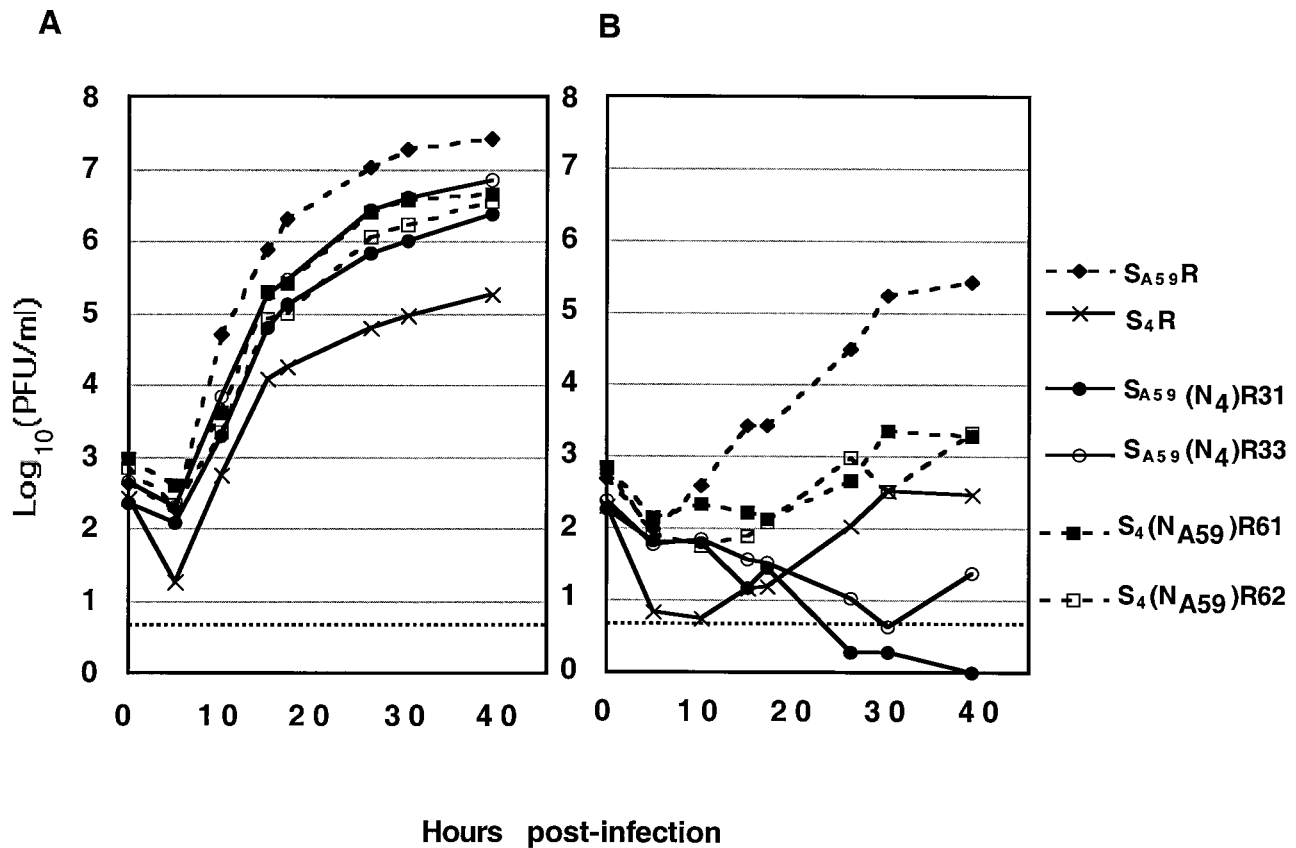 A
B
8
7
6
5
4
3
2
1
0
0 10 20 30 40
8
7
6
5
4
3
2
1
0
0 10 20 30 40
Log10(PFU/ml)
Hours post-infection
SA59R
S4R
SA59 (N4)R31
SA59 (N4)R33
S4(NA59)R61
S4(NA59)R62